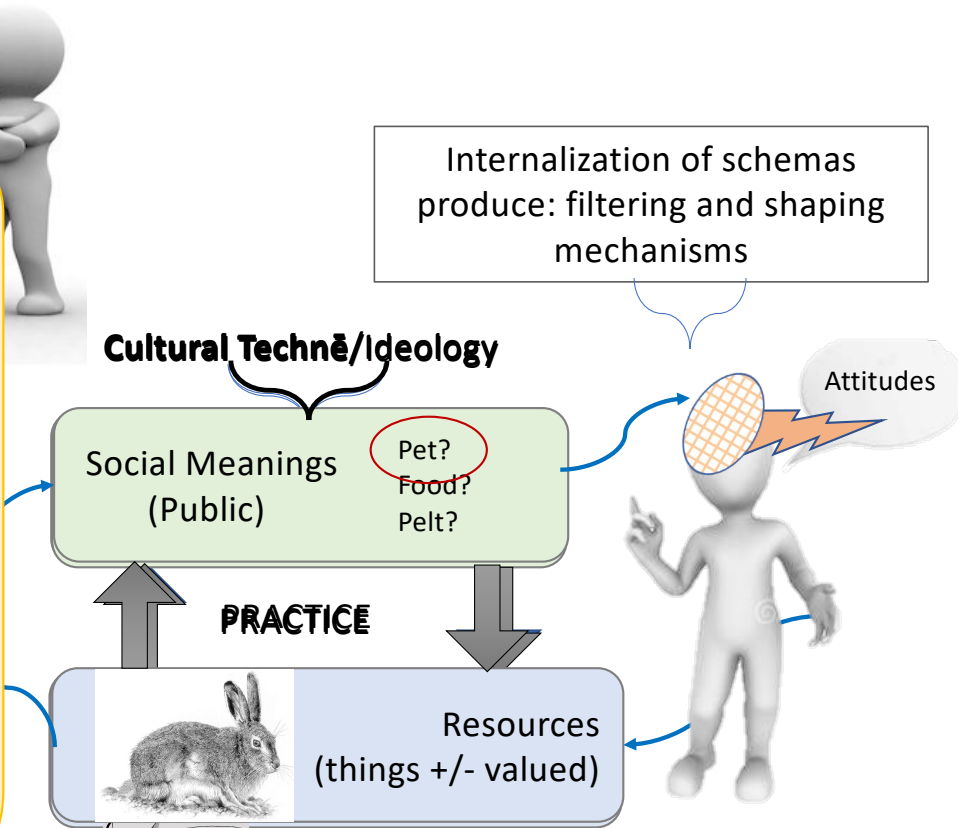 Internalization of schemas
produce: filtering and shaping
mechanisms
Cultural Technē/Ideology
Attitudes
Social Meanings
(Public)
Pet?
Food?
Pelt?
PRACTICE
Resources
(things +/- valued)